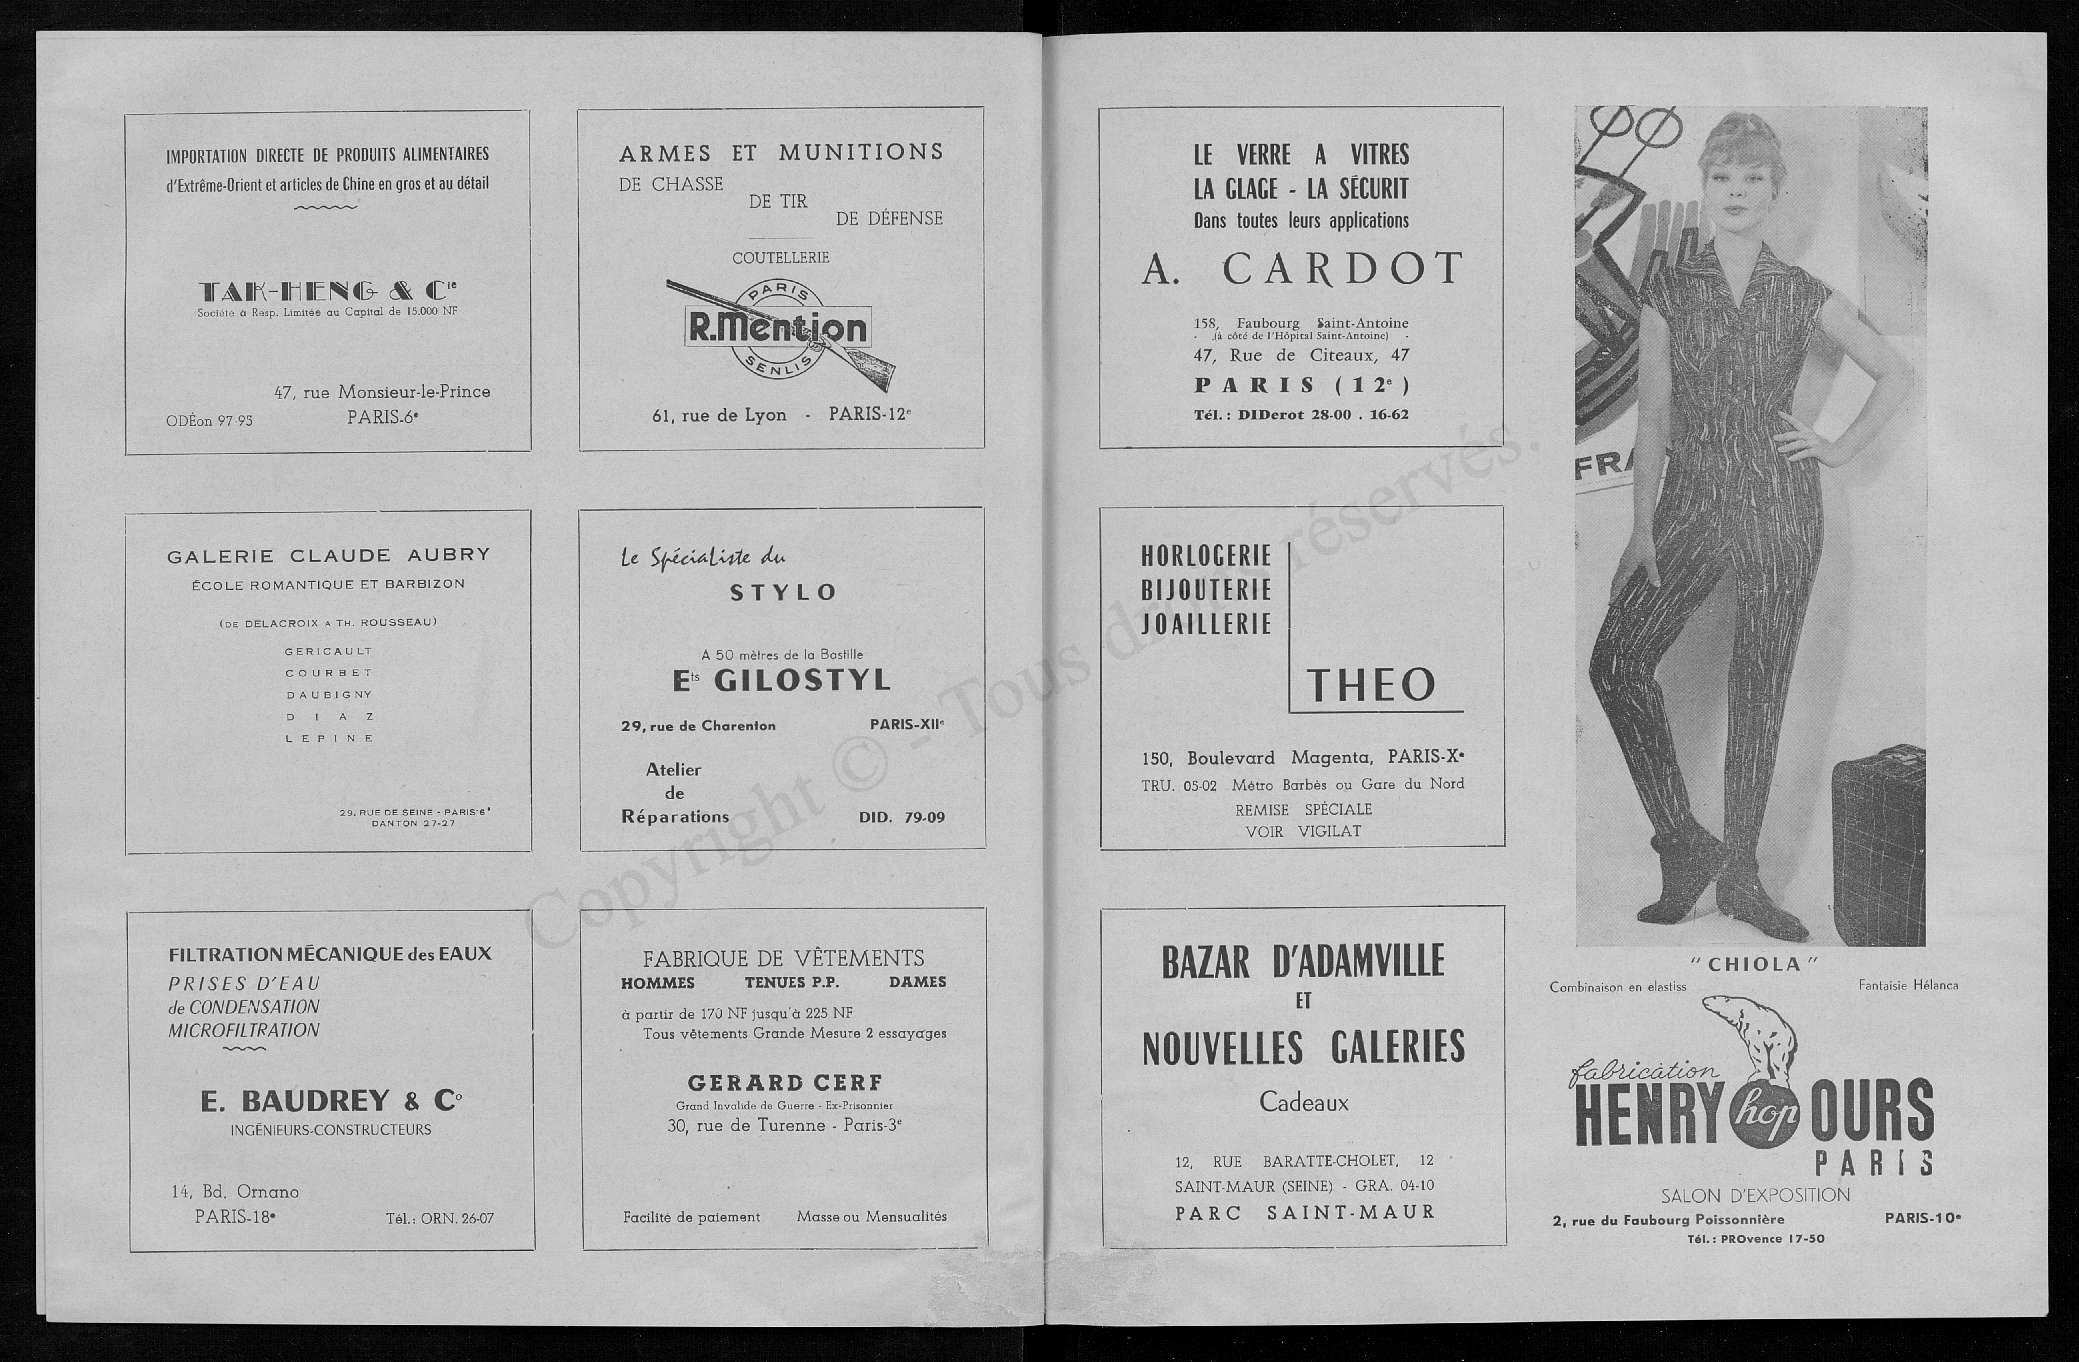 IMPORTATION DIRECTE DE PRODUITS ALIMENTAIRES
d'Extrême-Orient et articles de Chine en gros et au détail
TAK-HENG & Cie
Société à Resp. Limitée au Capital de 15.000 NF
47, rue Monsieur-le-Prince
ODÉon 97-95 PARIS-6e
ARMES ET MUNITIONS
DE CHASSE
DE TIR
DE DÉFENSE
COUTELLERIE
PARIS
R.Mention
SENLIS
61, rue de Lyon - PARIS-12e
GALERIE CLAUDE AUBRY
ÉCOLE ROMANTIQUE ET BARBIZON
(DE DELACROIX A TH. ROUSSEAU)
GERICAULT
COURBET
DAUBIGNY
DIAZ
LEPINE
29, RUE DE SEINE - PARIS-6e
DANTON 27-27
Le Spécialiste du
STYLO
A 50 mètres de la Bastille
Ets GILOSTYL
29, rue de Charenton PARIS-XIIe
Atelier
de
Réparations DID. 79-09
FILTRATION MÉCANIQUE des EAUX
PRISES D'EAU
de CONDENSATION
MICROFILTRATION
E. BAUDREY & Co
INGÉNIEURS-CONSTRUCTEURS
14, Bd. Ornano
PARIS-18e Tél.: ORN. 26-07
FABRIQUE DE VÊTEMENTS
HOMMES TENUES P.P. DAMES
à partir de 170 NF jusqu'à 225 NF
Tous vêtements Grande Mesure 2 essayages
GERARD CERF
Grand Invalide de Guerre - Ex-Prisonnier
30, rue de Turenne - Paris-3e
Facilité de paiement Masse ou Mensualités
LE VERRE A VITRES
LA GLACE - LA SÉCURIT
Dans toutes leurs applications
A. CARDOT
158, Faubourg Saint-Antoine
- (à côté de l'Hôpital Saint-Antoine) -
47, Rue de Citeaux, 47
PARIS (12e)
Tél.: DIDerot 28-00 . 16-62
HORLOGERIE
BIJOUTERIE
JOAILLERIE
THEO
150, Boulevard Magenta, PARIS-Xe
TRU. 05-02 Métro Barbès ou Gare du Nord
REMISE SPÉCIALE
VOIR VIGILAT
BAZAR D'ADAMVILLE
ET
NOUVELLES GALERIES
Cadeaux
12, RUE BARATTE-CHOLET, 12
SAINT-MAUR (SEINE) - GRA. 04-10
PARC SAINT-MAUR
FRA
"CHIOLA"
Combinaison en elastiss Fantaisie Hélanca
fabrication
HENRY hop OURS
PARIS
SALON D'EXPOSITION
2, rue du Faubourg Poissonnière PARIS-10e
Tél.: PROvence 17-50
Copyright © - Tous droits réservés.